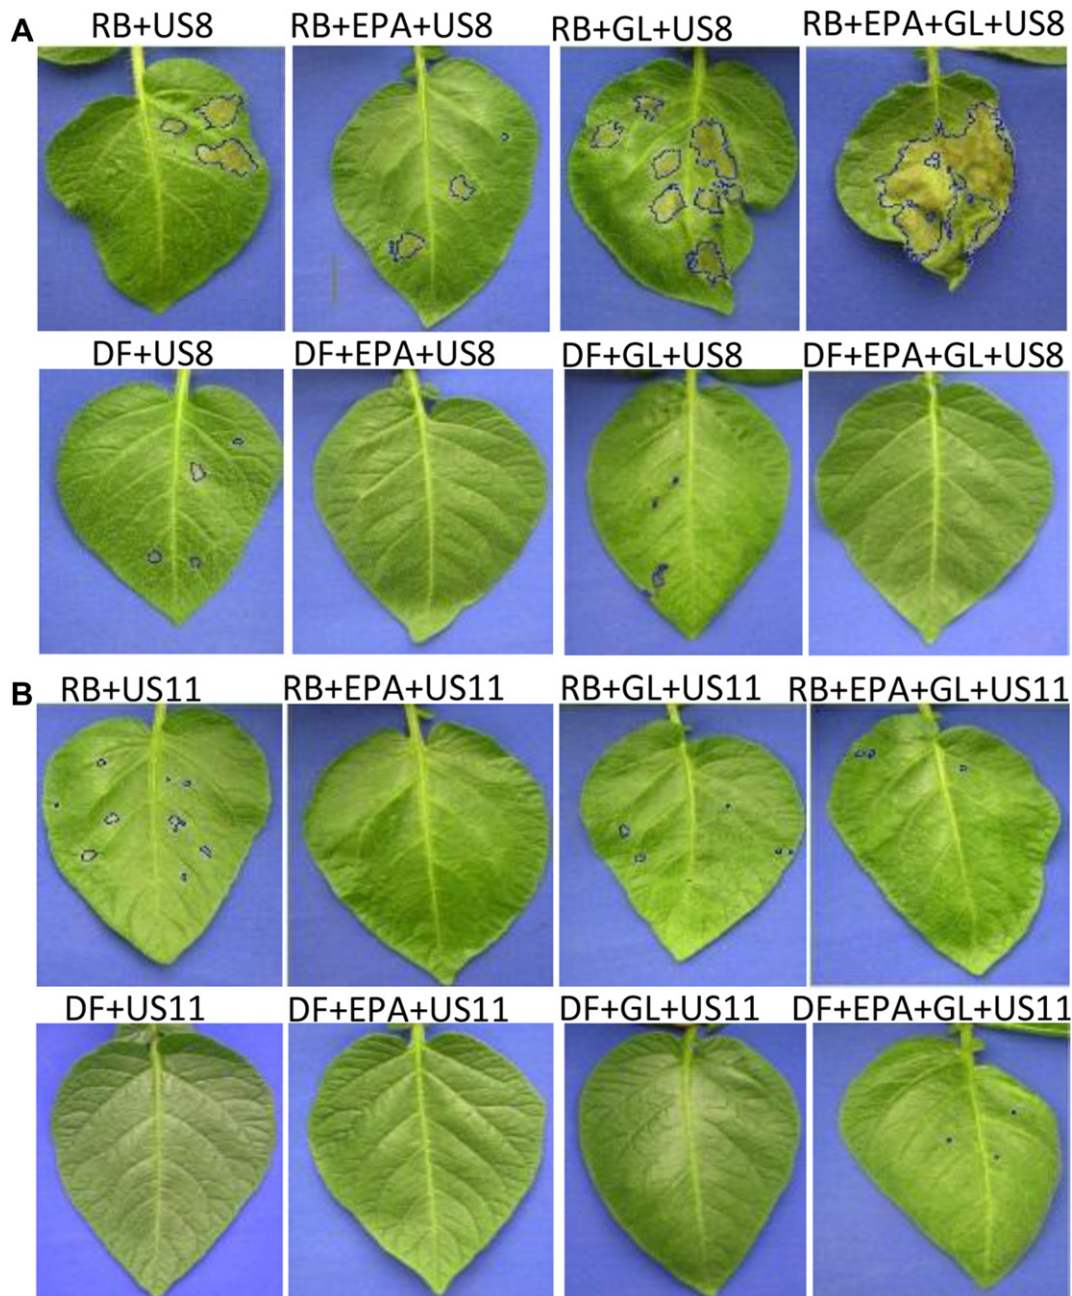 A RB+US8 RB+EPA+US8 RB+GL+US8 RB+EPA+GL+US8
DF+US8 DF+EPA+US8 DF+GL+US8 DF+EPA+GL+US8
B RB+US11 RB+EPA+US11 RB+GL+US11 RB+EPA+GL+US11
DF+US11 DF+EPA+US11 DF+GL+US11 DF+EPA+GL+US11